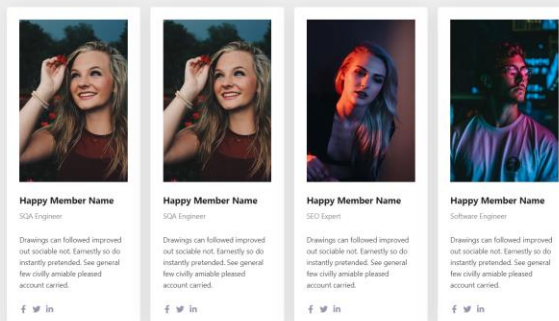 Happy Member Name
SQA Engineer
Drawings can followed improved
out sociable not. Earnestly so do
instantly pretended. See general
few civilly amiable pleased
account carried.
Happy Member Name
SQA Engineer
Drawings can followed improved
out sociable not. Earnestly so do
instantly pretended. See general
few civilly amiable pleased
account carried.
Happy Member Name
SEO Expert
Drawings can followed improved
out sociable not. Earnestly so do
instantly pretended. See general
few civilly amiable pleased
account carried.
Happy Member Name
Software Engineer
Drawings can followed improved
out sociable not. Earnestly so do
instantly pretended. See general
few civilly amiable pleased
account carried.